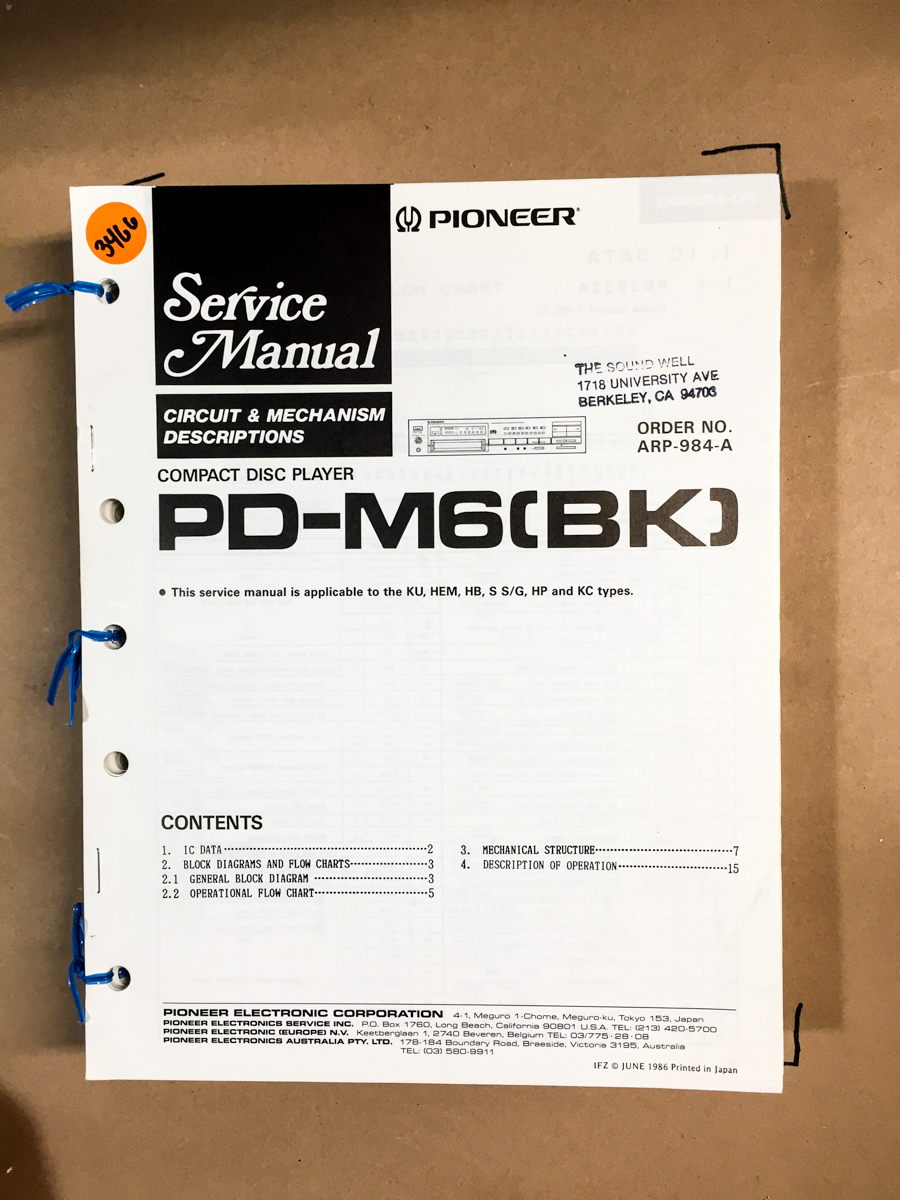 3466
PIONEER®
Service
Manual
THE SOUND WELL
1718 UNIVERSITY AVE
BERKELEY, CA 94703
CIRCUIT & MECHANISM
DESCRIPTIONS
ORDER NO.
ARP-984-A
COMPACT DISC PLAYER
PD-M6(BK)
● This service manual is applicable to the KU, HEM, HB, S S/G, HP and KC types.
CONTENTS
1. IC DATA 2
2. BLOCK DIAGRAMS AND FLOW CHARTS 3
2.1 GENERAL BLOCK DIAGRAM 3
2.2 OPERATIONAL FLOW CHART 5
3. MECHANICAL STRUCTURE 7
4. DESCRIPTION OF OPERATION 15
PIONEER ELECTRONIC CORPORATION 4-1, Meguro 1-Chome, Meguro-ku, Tokyo 153, Japan
PIONEER ELECTRONICS SERVICE INC. P.O. Box 1760, Long Beach, California 90801 U.S.A. TEL: (213) 420-5700
PIONEER ELECTRONIC (EUROPE) N.V. Keetberglaan 1, 2740 Beveren, Belgium TEL: 03/775·28·08
PIONEER ELECTRONICS AUSTRALIA PTY. LTD. 178-184 Boundary Road, Braeside, Victoria 3195, Australia
TEL: (03) 580-9911
IFZ © JUNE 1986 Printed in Japan